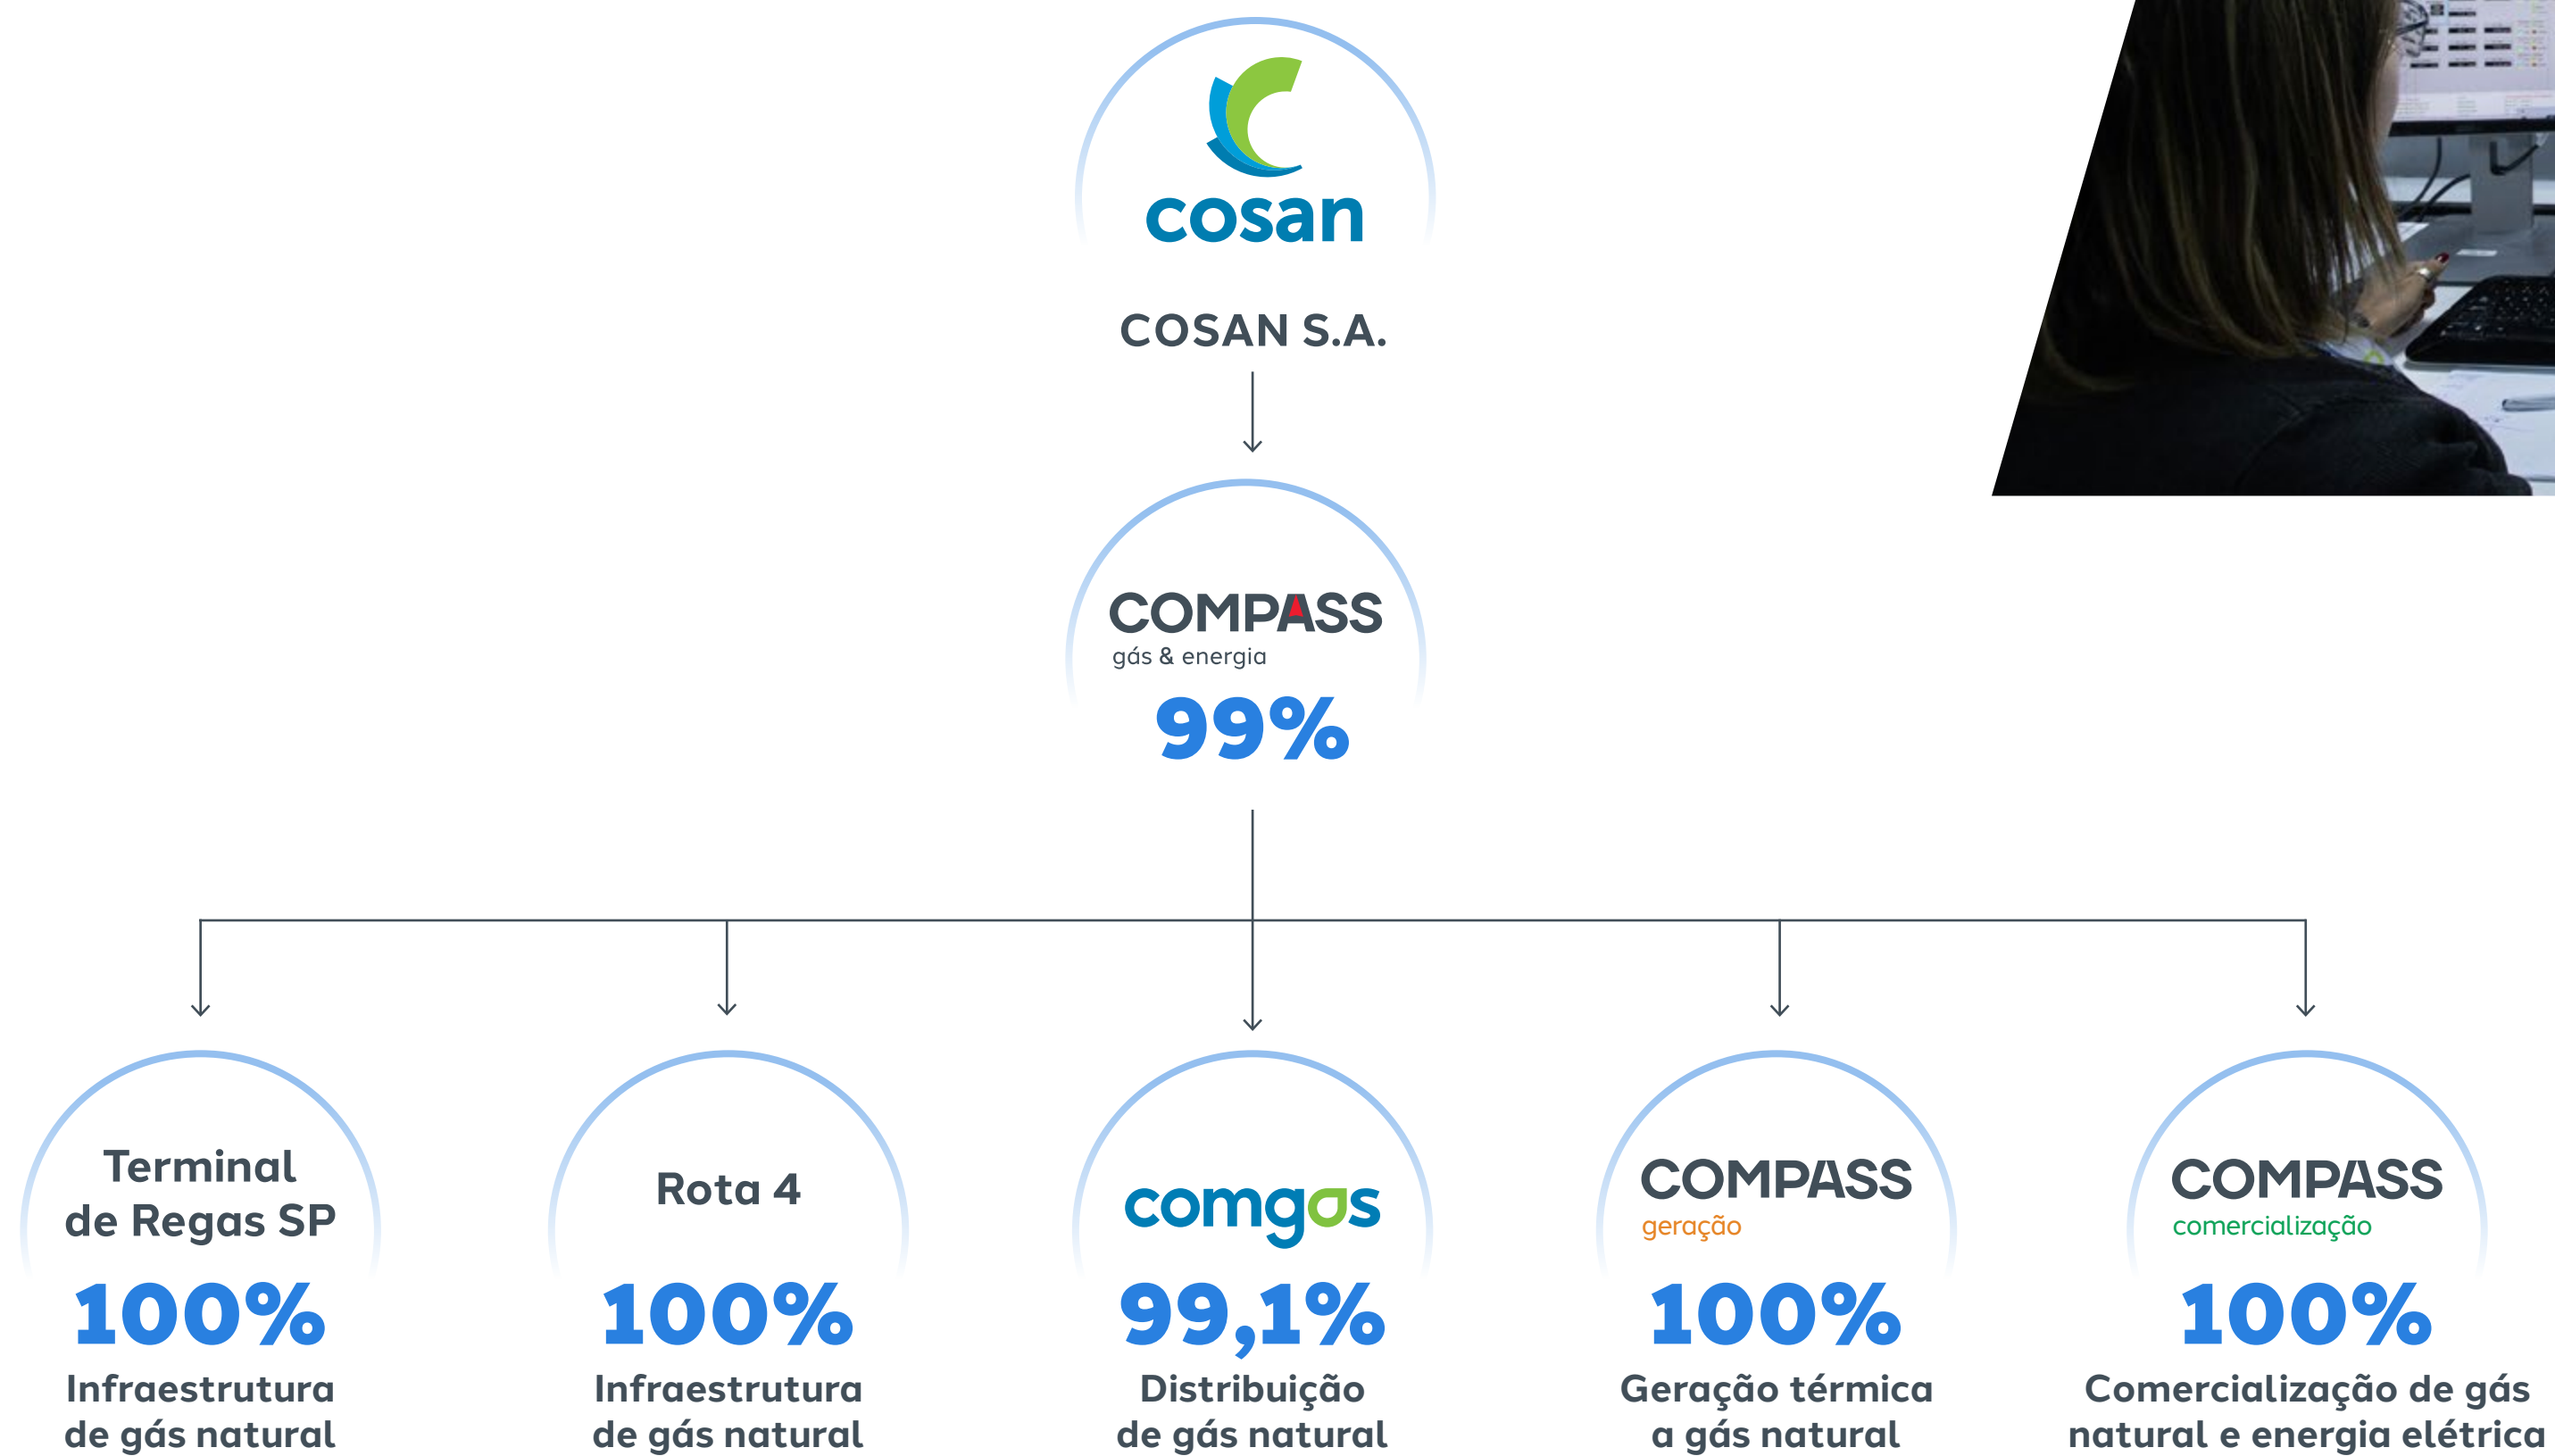 cosan
COSAN S.A.
COMPASS
gás & energia
99%
Terminal
de Regas SP
100%
Infraestrutura
de gás natural
Rota 4
100%
Infraestrutura
de gás natural
comgas
99,1%
Distribuição
de gás natural
COMPASS
geração
100%
Geração térmica
a gás natural
COMPASS
comercialização
100%
Comercialização de gás
natural e energia elétrica